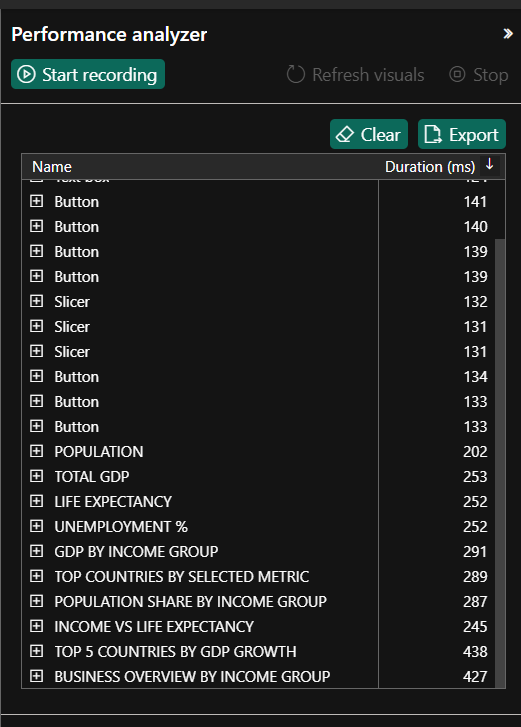 Performance analyzer
Start recording Refresh visuals Stop
Clear Export
Name Duration (ms)
Button 141
Slicer 140
Button 139
Button 139
Slicer 132
Slicer 131
Slicer 131
Button 134
Button 133
Button 133
POPULATION 202
TOTAL GDP 253
LIFE EXPECTANCY 252
UNEMPLOYMENT % 252
GDP BY INCOME GROUP 291
TOP COUNTRIES BY SELECTED METRIC 289
POPULATION SHARE BY INCOME GROUP 287
INCOME VS LIFE EXPECTANCY 245
TOP 5 COUNTRIES BY GDP GROWTH 438
BUSINESS OVERVIEW BY INCOME GROUP 427